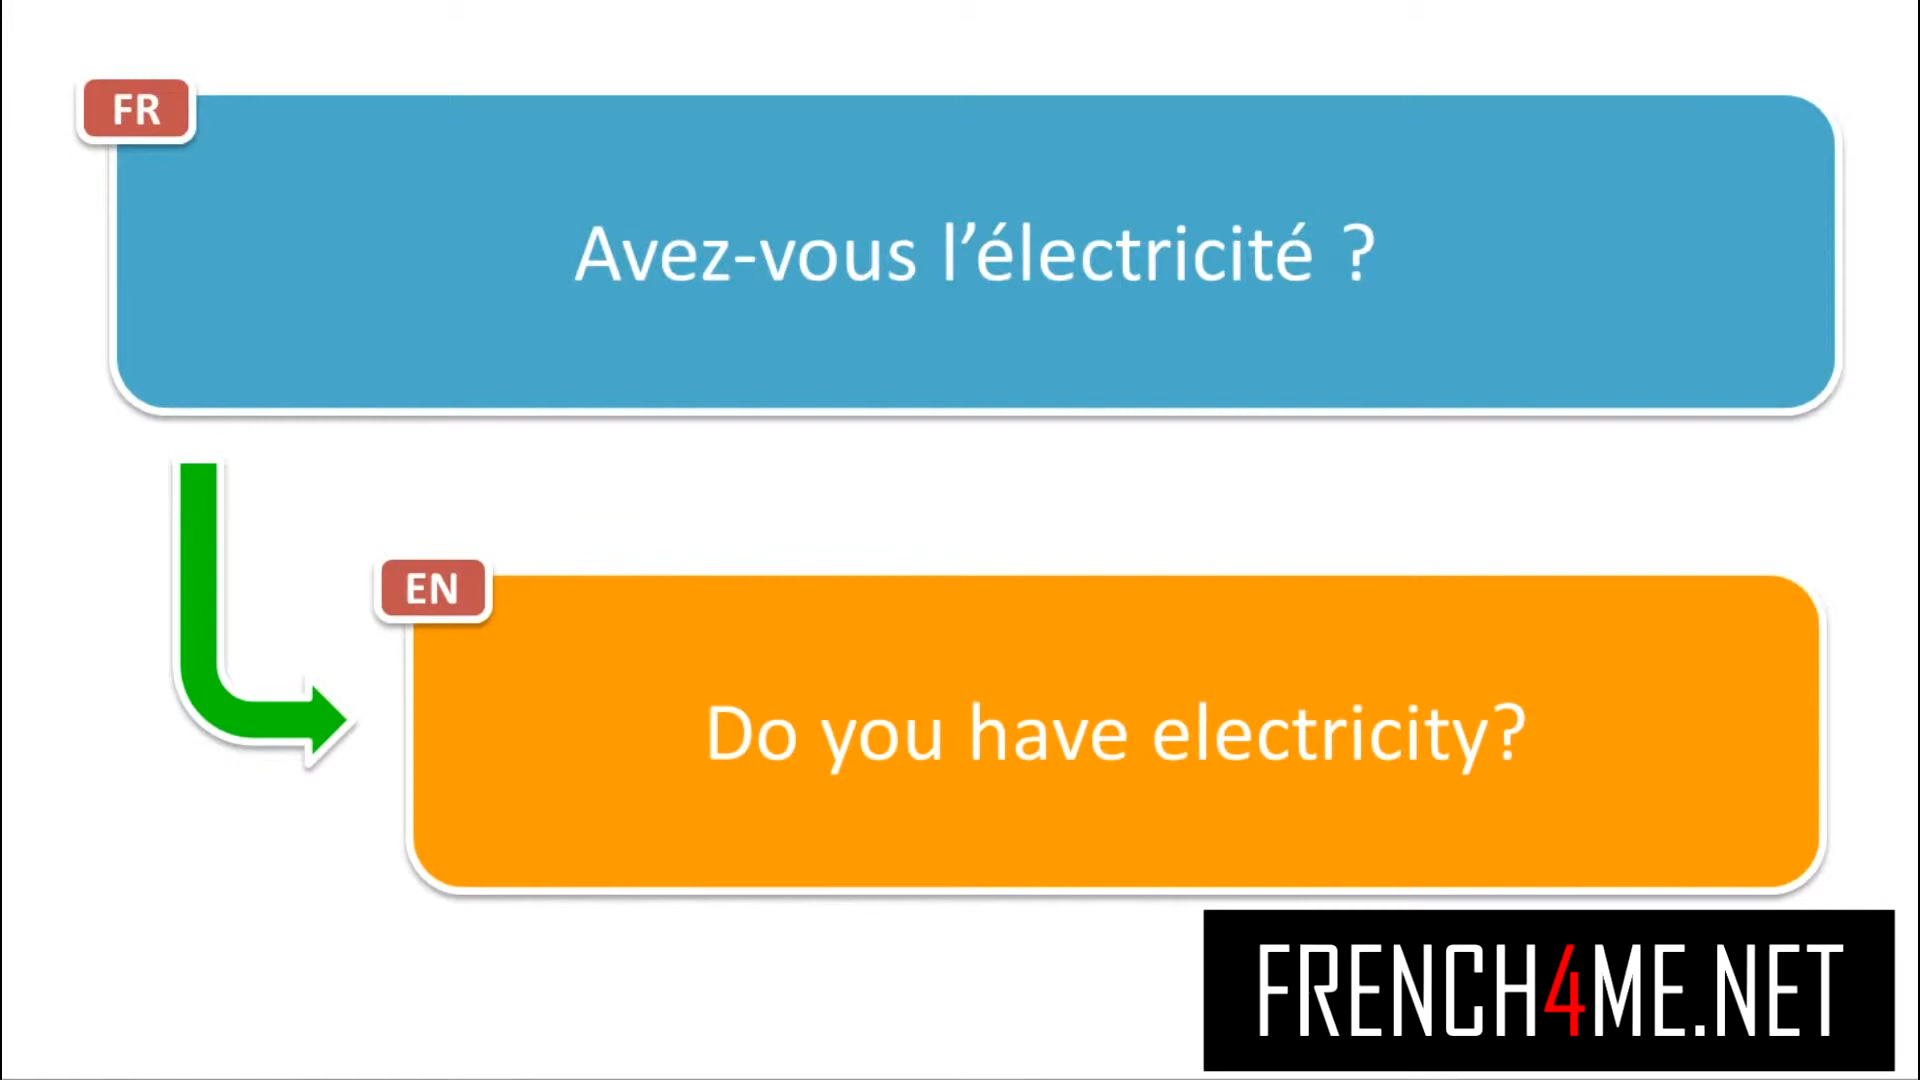 FR
Avez-vous l’électricité ?
EN
Do you have electricity?
FRENCH4ME.NET